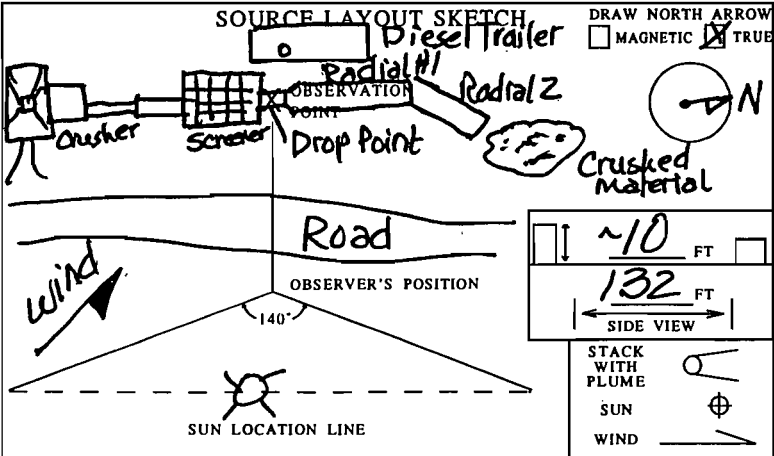 SOURCE LAYOUT SKETCH
DRAW NORTH ARROW
MAGNETIC TRUE
Diesel Trailer
Radial #1
OBSERVATION
POINT
Radial 2
N
Crusher
Screener
Drop Point
Crusked
Material
Road
Wind
OBSERVER'S POSITION
140°
SUN LOCATION LINE
~10 FT
132 FT
SIDE VIEW
STACK
WITH
PLUME
SUN
WIND